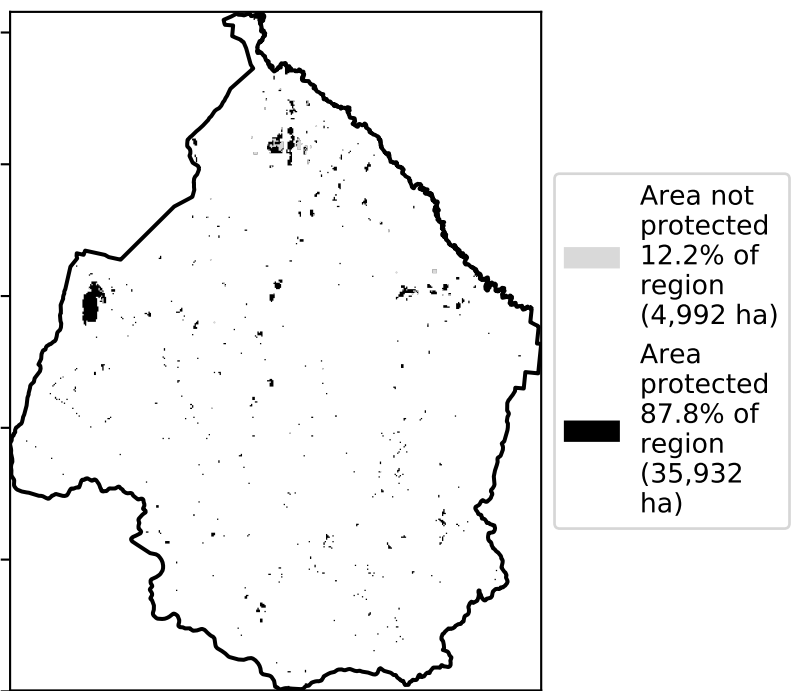 Area not
protected
12.2% of
region
(4,992 ha)
Area
protected
87.8% of
region
(35,932
ha)